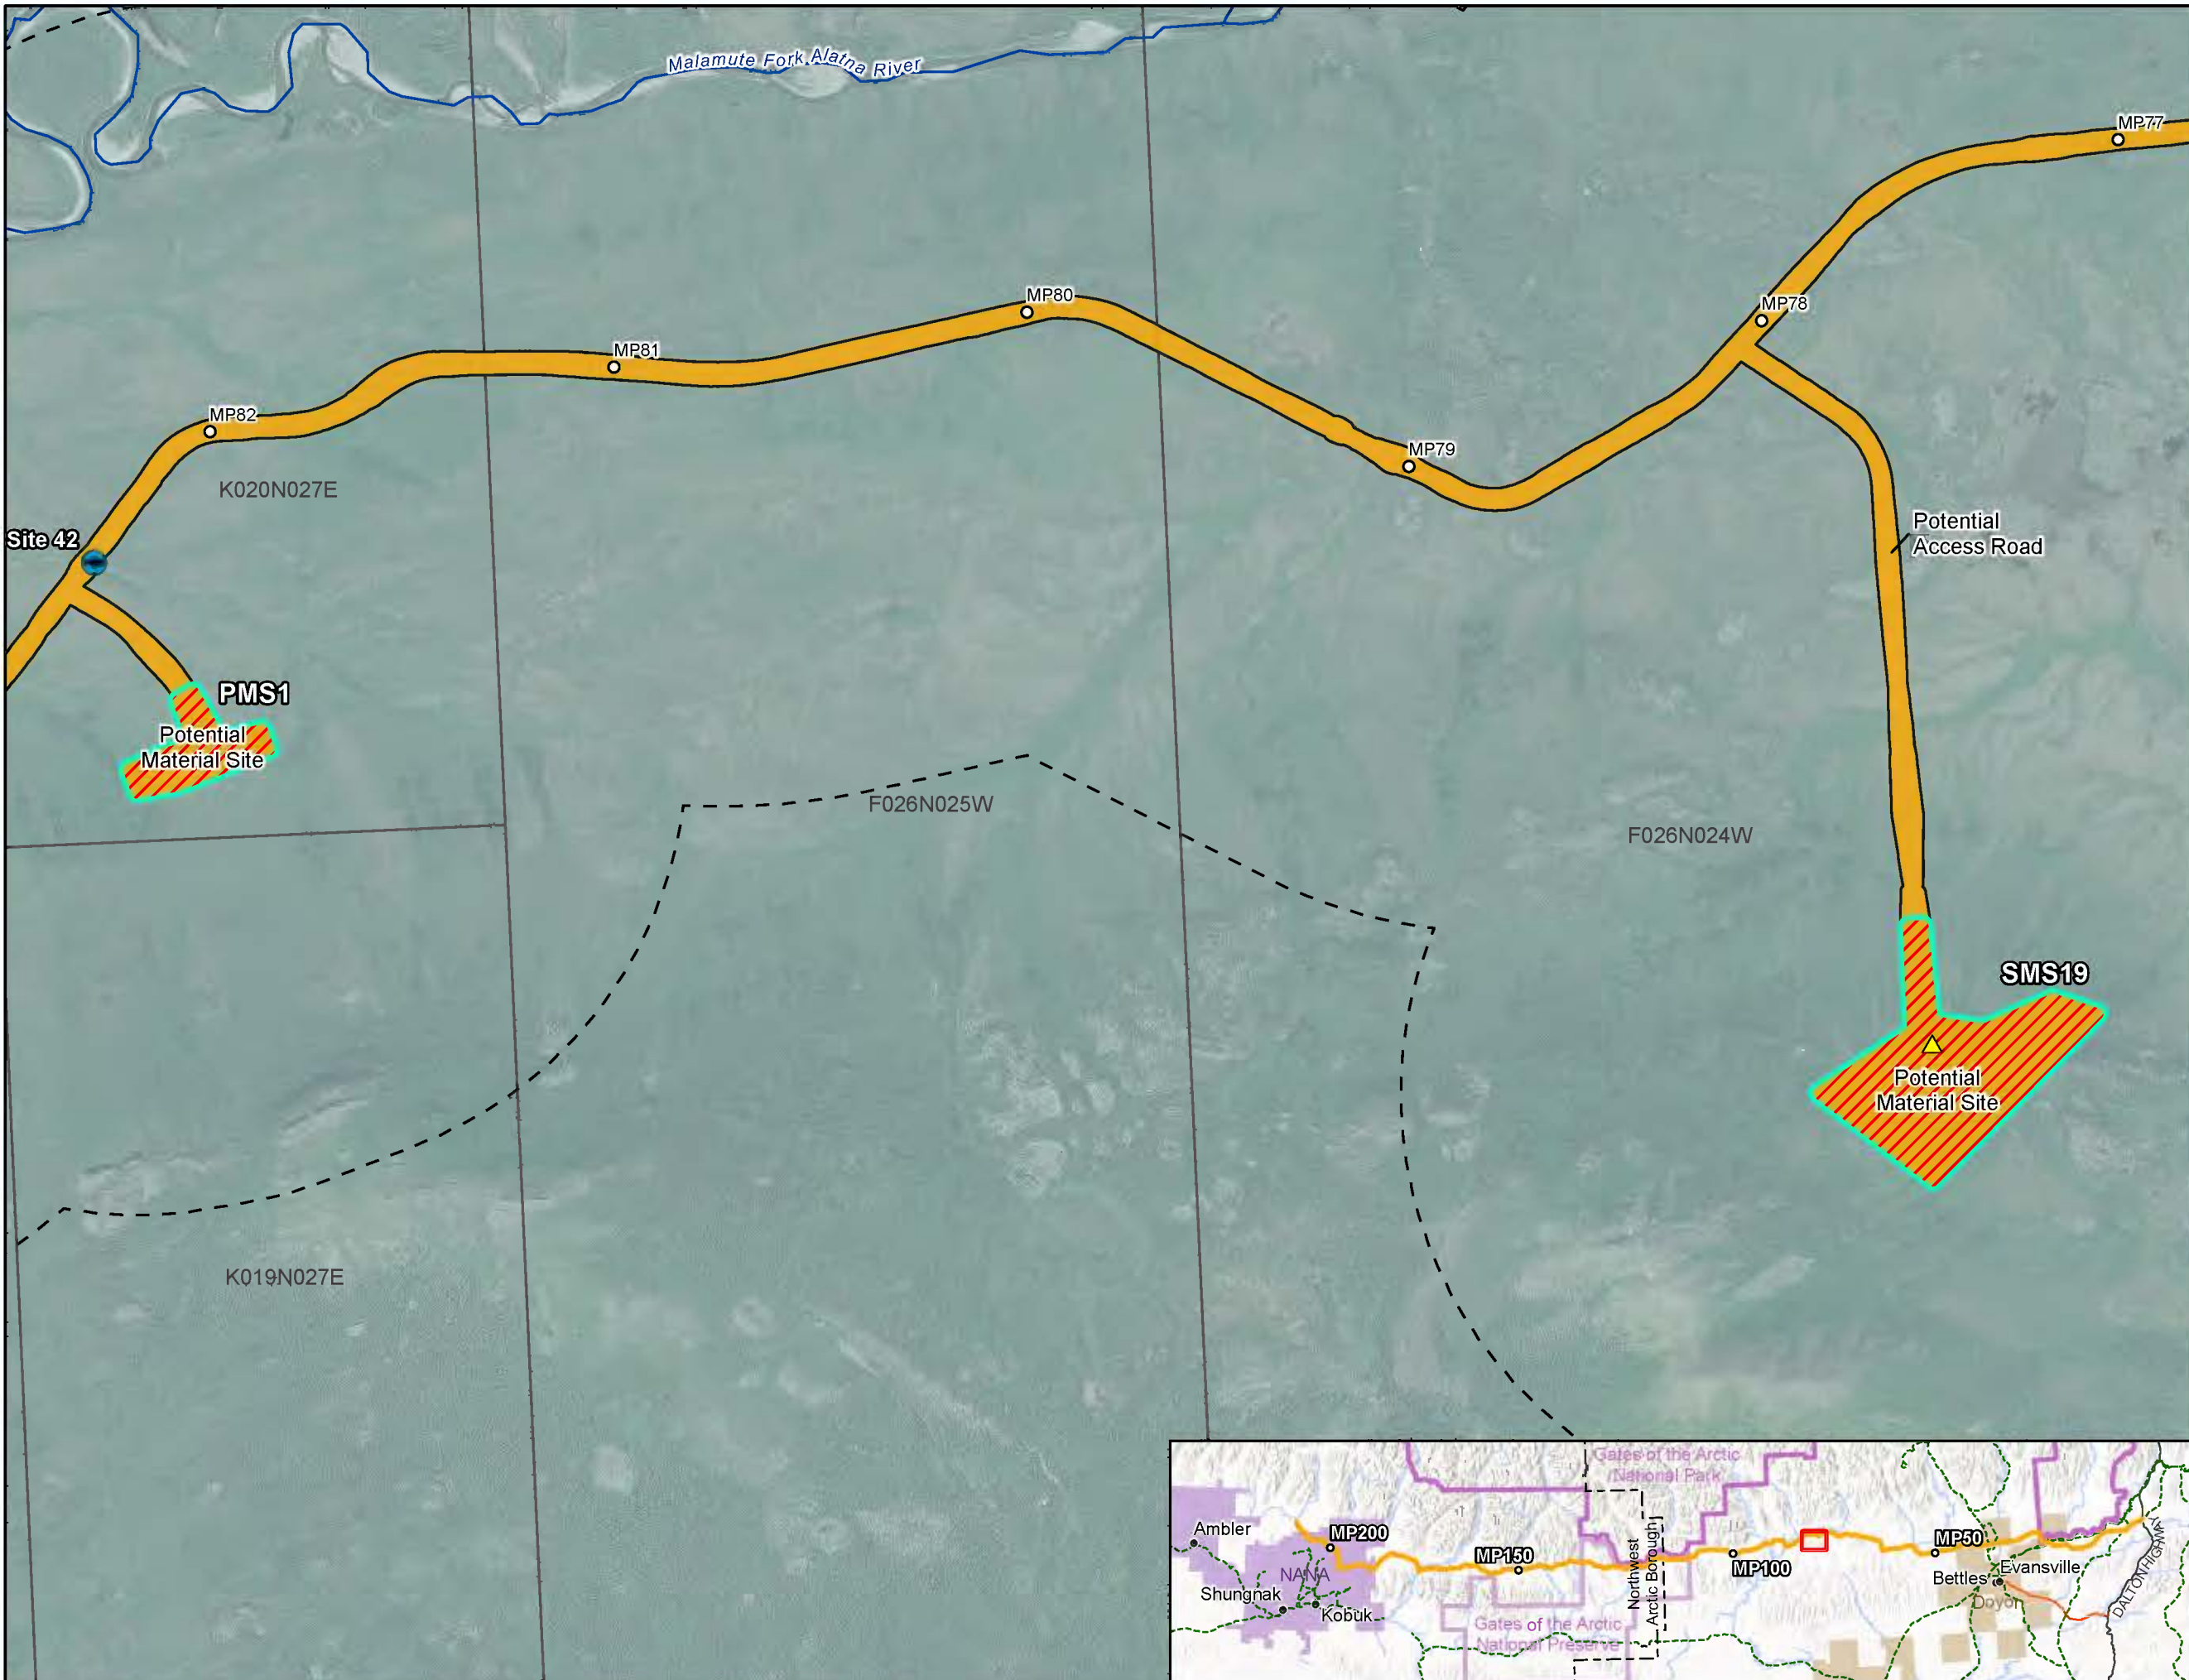 Malamute Fork Alatna River
MP77
MP80
MP78
MP81
MP82
MP79
K020N027E
Potential
Access Road
Site 42
PMS1
Potential
Material Site
F026N025W
F026N024W
SMS19
Potential
Material Site
K019N027E
Gates of the Arctic
National Park
Ambler
MP200
MP150
Northwest
Arctic Borough
MP100
MP50
Evansville
Bettles
Doyon
DALTON HIGHWAY
NANA
Shungnak
Kobuk
Gates of the Arctic
National Preserve